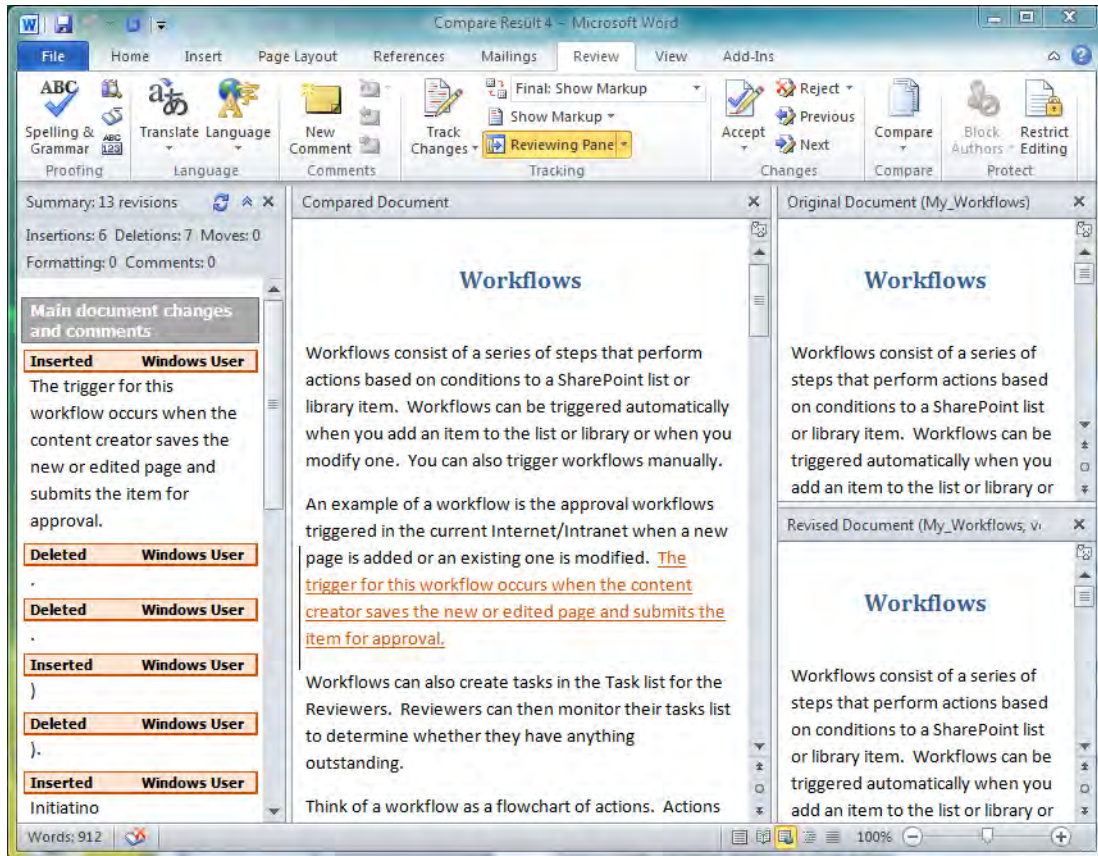 Compare Result 4 - Microsoft Word
File Home Insert Page Layout References Mailings Review View Add-Ins
ABC
Spelling & Grammar
ABC
123
Translate
Language
New Comment
Track Changes
Final: Show Markup
Show Markup
Reviewing Pane
Accept
Reject
Previous
Next
Compare
Block Authors
Restrict Editing
Proofing Language Comments Tracking Changes Compare Protect
Summary: 13 revisions
Insertions: 6 Deletions: 7 Moves: 0
Formatting: 0 Comments: 0
Main document changes
and comments
Inserted Windows User
The trigger for this
workflow occurs when the
content creator saves the
new or edited page and
submits the item for
approval.
Deleted Windows User
.
Deleted Windows User
.
Inserted Windows User
)
Deleted Windows User
).
Inserted Windows User
Initiatino
Compared Document
Workflows
Workflows consist of a series of steps that perform
actions based on conditions to a SharePoint list or
library item. Workflows can be triggered automatically
when you add an item to the list or library or when you
modify one. You can also trigger workflows manually.
An example of a workflow is the approval workflows
triggered in the current Internet/Intranet when a new
page is added or an existing one is modified. The
trigger for this workflow occurs when the content
creator saves the new or edited page and submits the
item for approval.
Workflows can also create tasks in the Task list for the
Reviewers. Reviewers can then monitor their tasks list
to determine whether they have anything
outstanding.
Think of a workflow as a flowchart of actions. Actions
Original Document (My_Workflows)
Workflows
Workflows consist of a series of
steps that perform actions based
on conditions to a SharePoint list
or library item. Workflows can be
triggered automatically when you
add an item to the list or library or
Revised Document (My_Workflows, v
Workflows
Workflows consist of a series of
steps that perform actions based
on conditions to a SharePoint list
or library item. Workflows can be
triggered automatically when you
add an item to the list or library or
Words: 912
100%